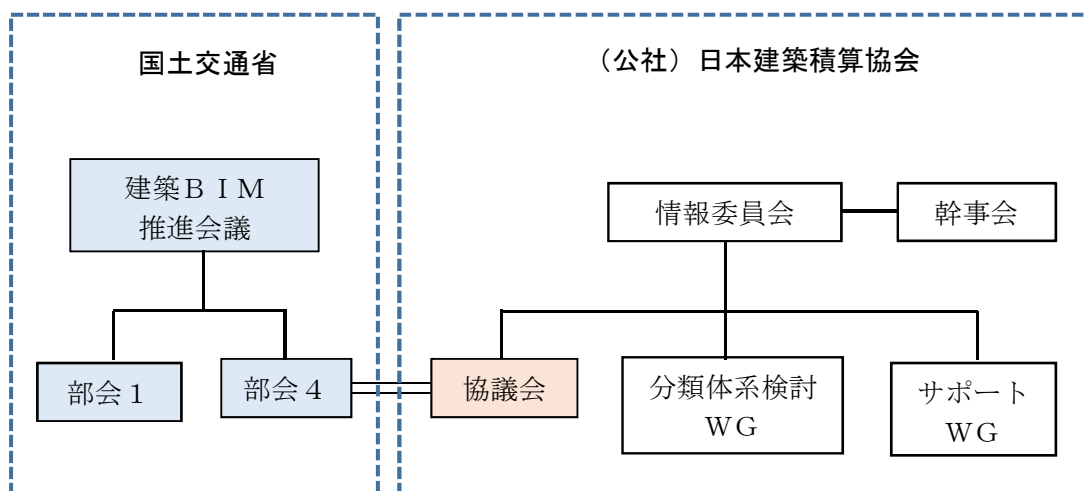 国土交通省
(公社)日本建築積算協会
建築BIM
推進会議
情報委員会
幹事会
部会1
部会4
協議会
分類体系検討
WG
サポート
WG